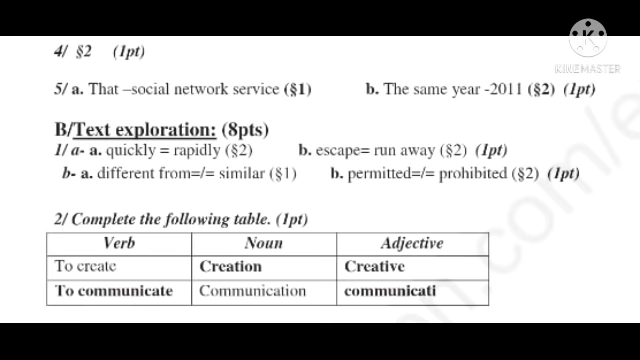 KINEMASTER
4/ §2 (1pt)
5/ a. That –social network service (§1) b. The same year -2011 (§2) (1pt)
B/Text exploration: (8pts)
1/ a- a. quickly = rapidly (§2) b. escape= run away (§2) (1pt)
b- a. different from=/= similar (§1) b. permitted=/= prohibited (§2) (1pt)
2/ Complete the following table. (1pt)
Verb Noun Adjective
To create Creation Creative
To communicate Communication communicati